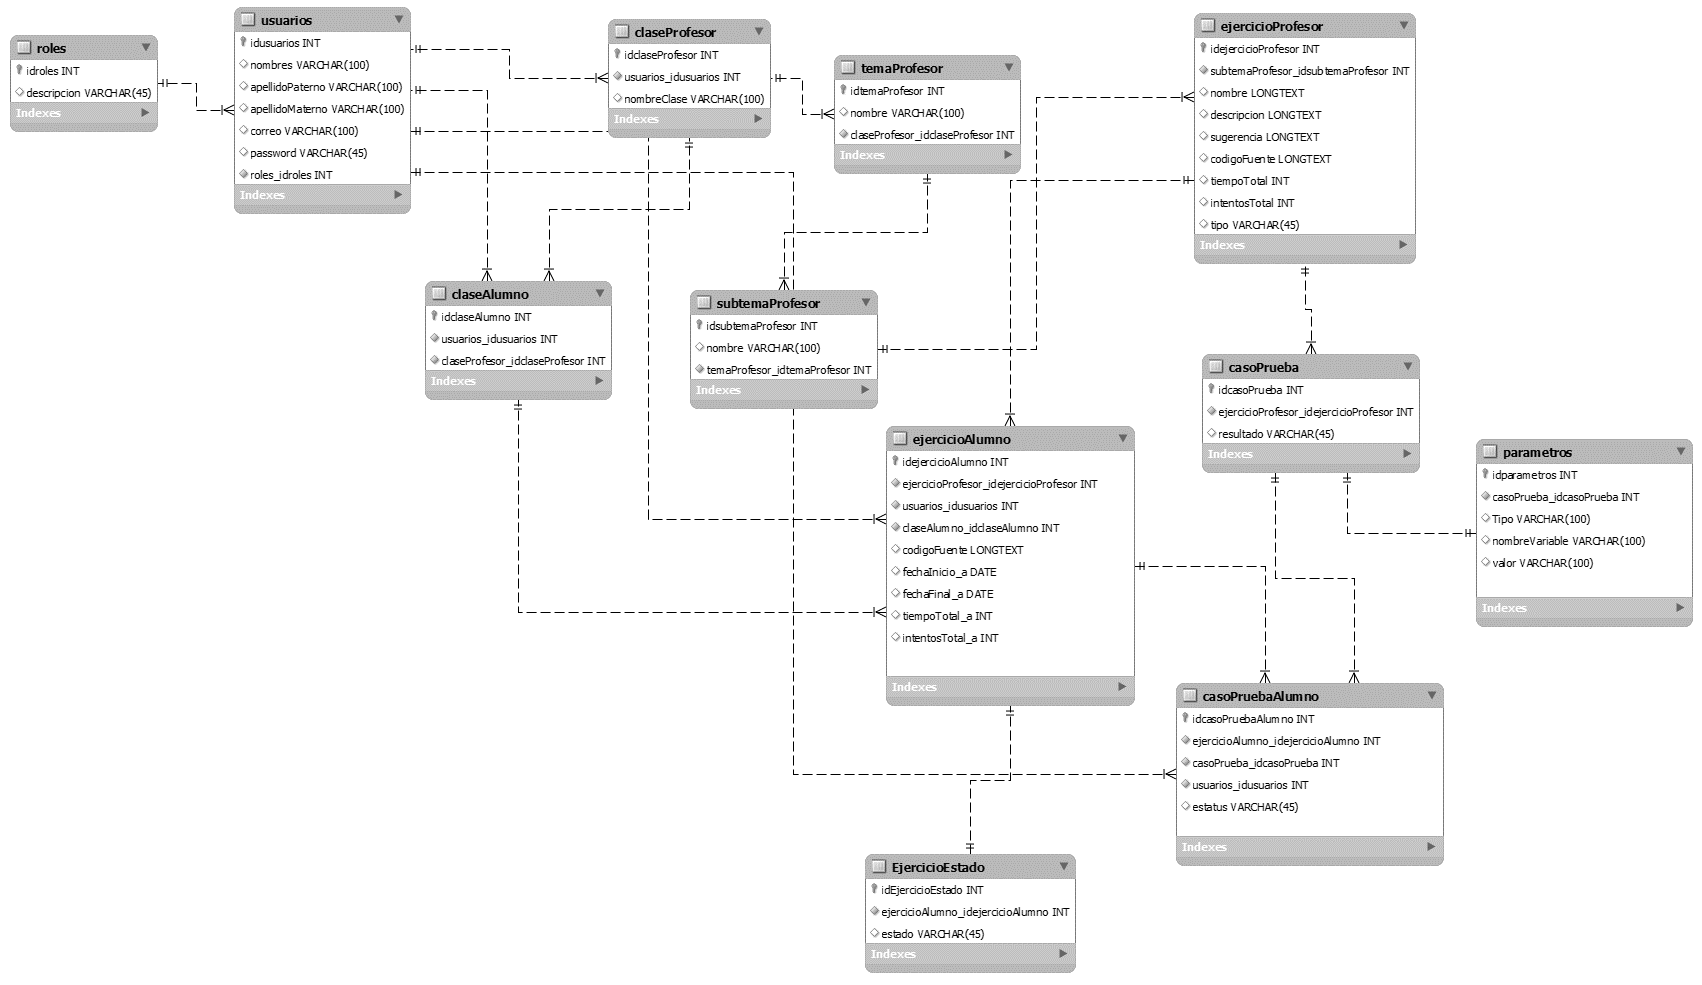 roles
idroles INT
descripcion VARCHAR(45)
Indexes
usuarios
idusuarios INT
nombres VARCHAR(100)
apellidoPaterno VARCHAR(100)
apellidoMaterno VARCHAR(100)
correo VARCHAR(100)
password VARCHAR(45)
roles_idroles INT
Indexes
claseProfesor
idclaseProfesor INT
usuarios_idusuarios INT
nombreClase VARCHAR(100)
Indexes
temaProfesor
idtemaProfesor INT
nombre VARCHAR(100)
claseProfesor_idclaseProfesor INT
Indexes
ejercicioProfesor
idejercicioProfesor INT
subtemaProfesor_idsubtemaProfesor INT
nombre LONGTEXT
descripcion LONGTEXT
sugerencia LONGTEXT
codigoFuente LONGTEXT
tiempoTotal INT
intentosTotal INT
tipo VARCHAR(45)
Indexes
claseAlumno
idclaseAlumno INT
usuarios_idusuarios INT
claseProfesor_idclaseProfesor INT
Indexes
subtemaProfesor
idsubtemaProfesor INT
nombre VARCHAR(100)
temaProfesor_idtemaProfesor INT
Indexes
casoPrueba
idcasoPrueba INT
ejercicioProfesor_idejercicioProfesor INT
resultado VARCHAR(45)
Indexes
ejercicioAlumno
idejercicioAlumno INT
ejercicioProfesor_idejercicioProfesor INT
usuarios_idusuarios INT
claseAlumno_idclaseAlumno INT
codigoFuente LONGTEXT
fechaInicio_a DATE
fechaFinal_a DATE
tiempoTotal_a INT
intentosTotal_a INT
Indexes
parametros
idparametros INT
casoPrueba_idcasoPrueba INT
Tipo VARCHAR(100)
nombreVariable VARCHAR(100)
valor VARCHAR(100)
Indexes
casoPruebaAlumno
idcasoPruebaAlumno INT
ejercicioAlumno_idejercicioAlumno INT
casoPrueba_idcasoPrueba INT
usuarios_idusuarios INT
estatus VARCHAR(45)
Indexes
EjercicioEstado
idEjercicioEstado INT
ejercicioAlumno_idejercicioAlumno INT
estado VARCHAR(45)
Indexes